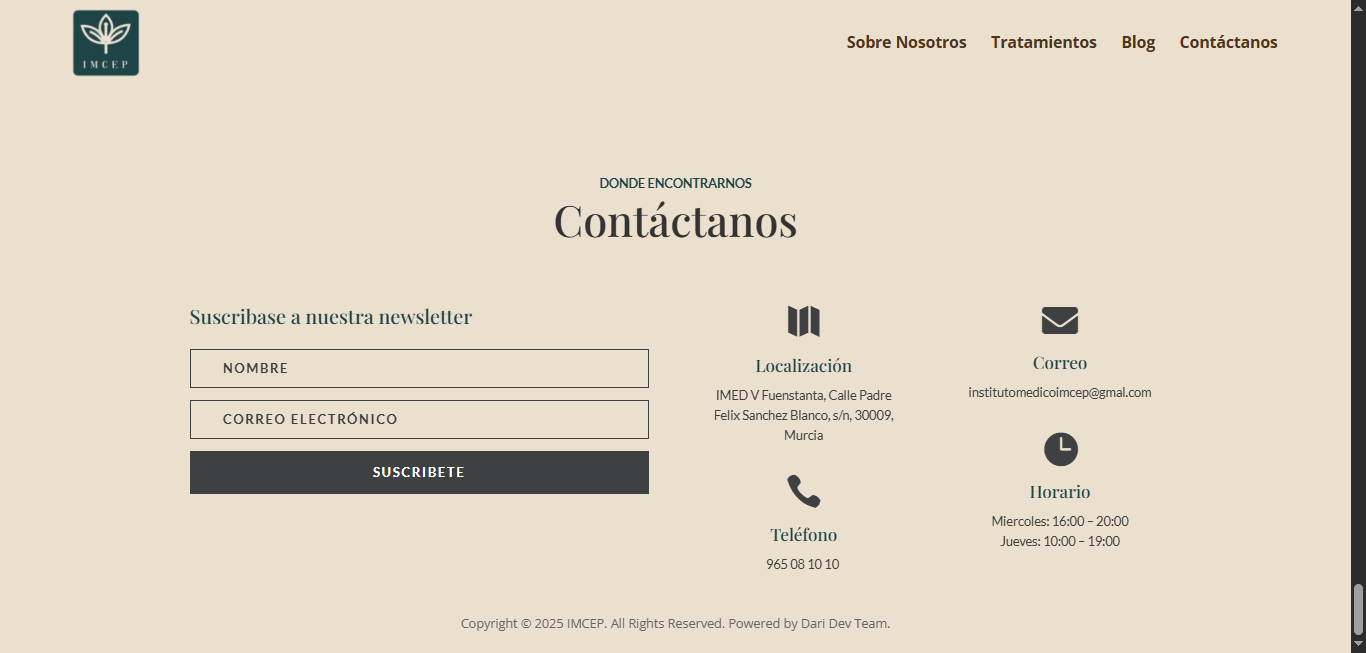 IMCEP
Sobre Nosotros Tratamientos Blog Contáctanos
DONDE ENCONTRARNOS
Contáctanos
Suscribase a nuestra newsletter
NOMBRE
CORREO ELECTRÓNICO
SUSCRIBETE
Localización
IMED V Fuenstanta, Calle Padre
Felix Sanchez Blanco, s/n, 30009,
Murcia
Teléfono
965 08 10 10
Correo
institutomedicoimcep@gmal.com
Horario
Miercoles: 16:00 – 20:00
Jueves: 10:00 – 19:00
Copyright © 2025 IMCEP. All Rights Reserved. Powered by Dari Dev Team.